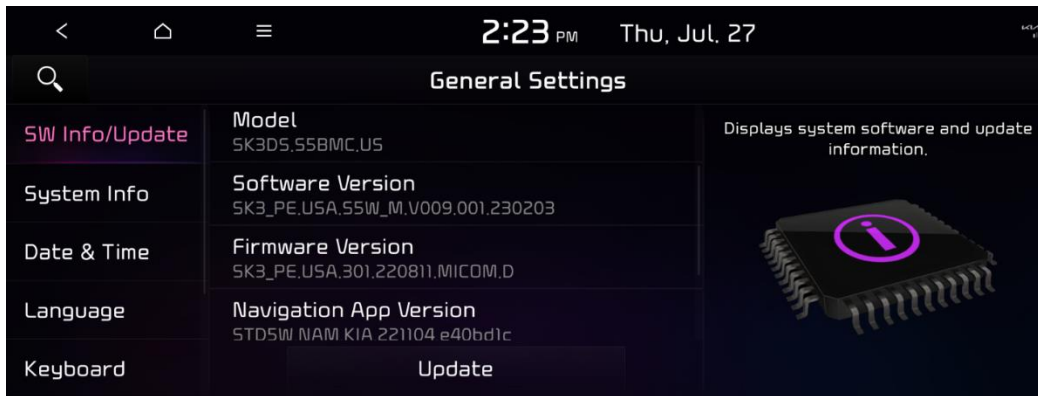 2:23 PM Thu, Jul. 27
General Settings
SW Info/Update
System Info
Date & Time
Language
Keyboard
Model
SK3DS.S5BMC.US
Software Version
SK3_PE.USA.S5W_M.V009.001.230203
Firmware Version
SK3_PE.USA.301.220811.MICOM.D
Navigation App Version
STD5W NAM KIA 221104 e40bd1c
Update
Displays system software and update
information.